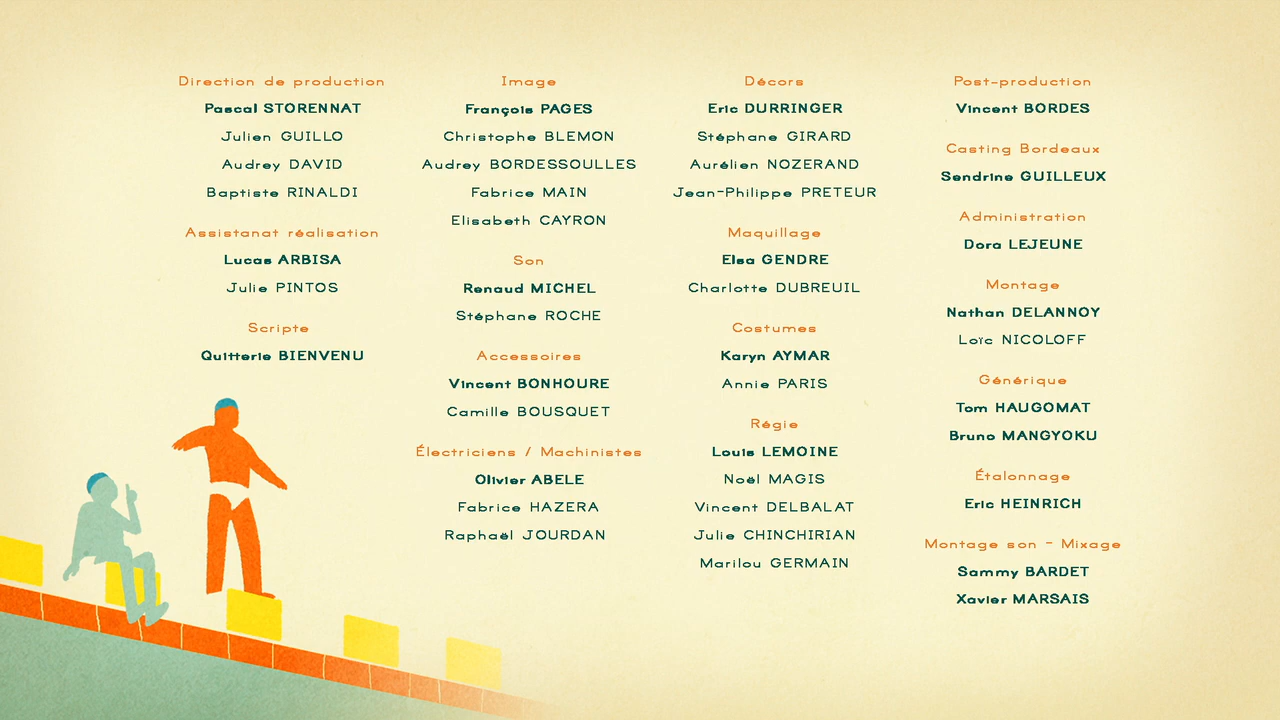 Direction de production
Pascal STORENNAT
Julien GUILLO
Audrey DAVID
Baptiste RINALDI
Assistanat réalisation
Lucas ARBISA
Julie PINTOS
Scripte
Quitterie BIENVENU
Image
François PAGES
Christophe BLEMON
Audrey BORDESSOULLES
Fabrice MAIN
Elisabeth CAYRON
Son
Renaud MICHEL
Stéphane ROCHE
Accessoires
Vincent BONHOURE
Camille BOUSQUET
Électriciens / Machinistes
Olivier ABELE
Fabrice HAZERA
Raphaël JOURDAN
Décors
Eric DURRINGER
Stéphane GIRARD
Aurélien NOZERAND
Jean-Philippe PRETEUR
Maquillage
Elsa GENDRE
Charlotte DUBREUIL
Costumes
Karyn AYMAR
Annie PARIS
Régie
Louis LEMOINE
Noël MAGIS
Vincent DELBALAT
Julie CHINCHIRIAN
Marilou GERMAIN
Post-production
Vincent BORDES
Casting Bordeaux
Sendrine GUILLEUX
Administration
Dora LEJEUNE
Montage
Nathan DELANNOY
Loïc NICOLOFF
Générique
Tom HAUGOMAT
Bruno MANGYOKU
Étalonnage
Eric HEINRICH
Montage son - Mixage
Sammy BARDET
Xavier MARSAIS